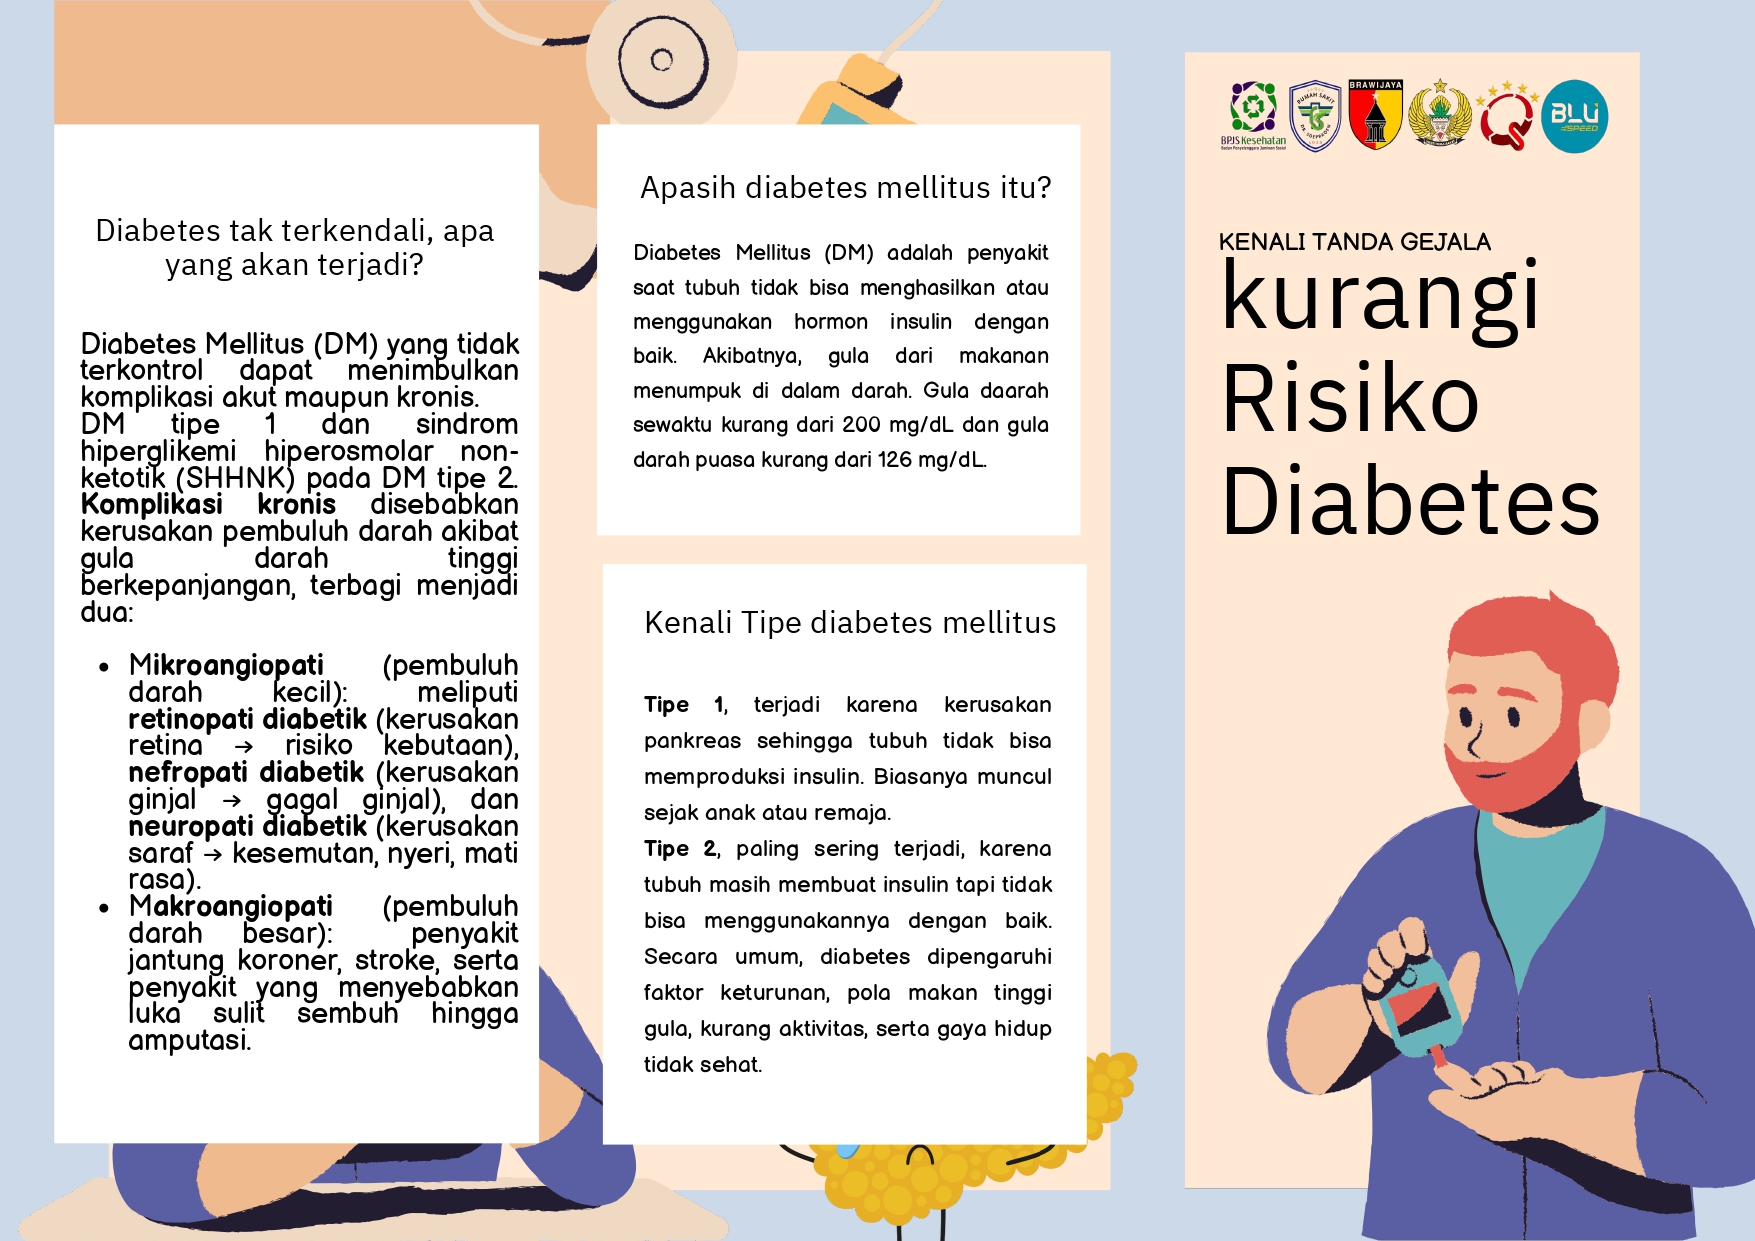 Diabetes tak terkendali, apa
yang akan terjadi?
Diabetes Mellitus (DM) yang tidak
terkontrol dapat menimbulkan
komplikasi akut maupun kronis.
DM tipe 1 dan sindrom
hiperglikemi hiperosmolar non-
ketotik (SHHNK) pada DM tipe 2.
Komplikasi kronis disebabkan
kerusakan pembuluh darah akibat
gula darah tinggi
berkepanjangan, terbagi menjadi
dua:
• Mikroangiopati (pembuluh
darah kecil): meliputi
retinopati diabetik (kerusakan
retina → risiko kebutaan),
nefropati diabetik (kerusakan
ginjal → gagal ginjal), dan
neuropati diabetik (kerusakan
saraf → kesemutan, nyeri, mati
rasa).
• Makroangiopati (pembuluh
darah besar): penyakit
jantung koroner, stroke, serta
penyakit yang menyebabkan
luka sulit sembuh hingga
amputasi.
Apasih diabetes mellitus itu?
Diabetes Mellitus (DM) adalah penyakit
saat tubuh tidak bisa menghasilkan atau
menggunakan hormon insulin dengan
baik. Akibatnya, gula dari makanan
menumpuk di dalam darah. Gula daarah
sewaktu kurang dari 200 mg/dL dan gula
darah puasa kurang dari 126 mg/dL.
Kenali Tipe diabetes mellitus
Tipe 1, terjadi karena kerusakan
pankreas sehingga tubuh tidak bisa
memproduksi insulin. Biasanya muncul
sejak anak atau remaja.
Tipe 2, paling sering terjadi, karena
tubuh masih membuat insulin tapi tidak
bisa menggunakannya dengan baik.
Secara umum, diabetes dipengaruhi
faktor keturunan, pola makan tinggi
gula, kurang aktivitas, serta gaya hidup
tidak sehat.
BPJS Kesehatan
RUMAH SAKIT
BRAWIJAYA
BLU
SPEED
KENALI TANDA GEJALA
kurangi
Risiko
Diabetes